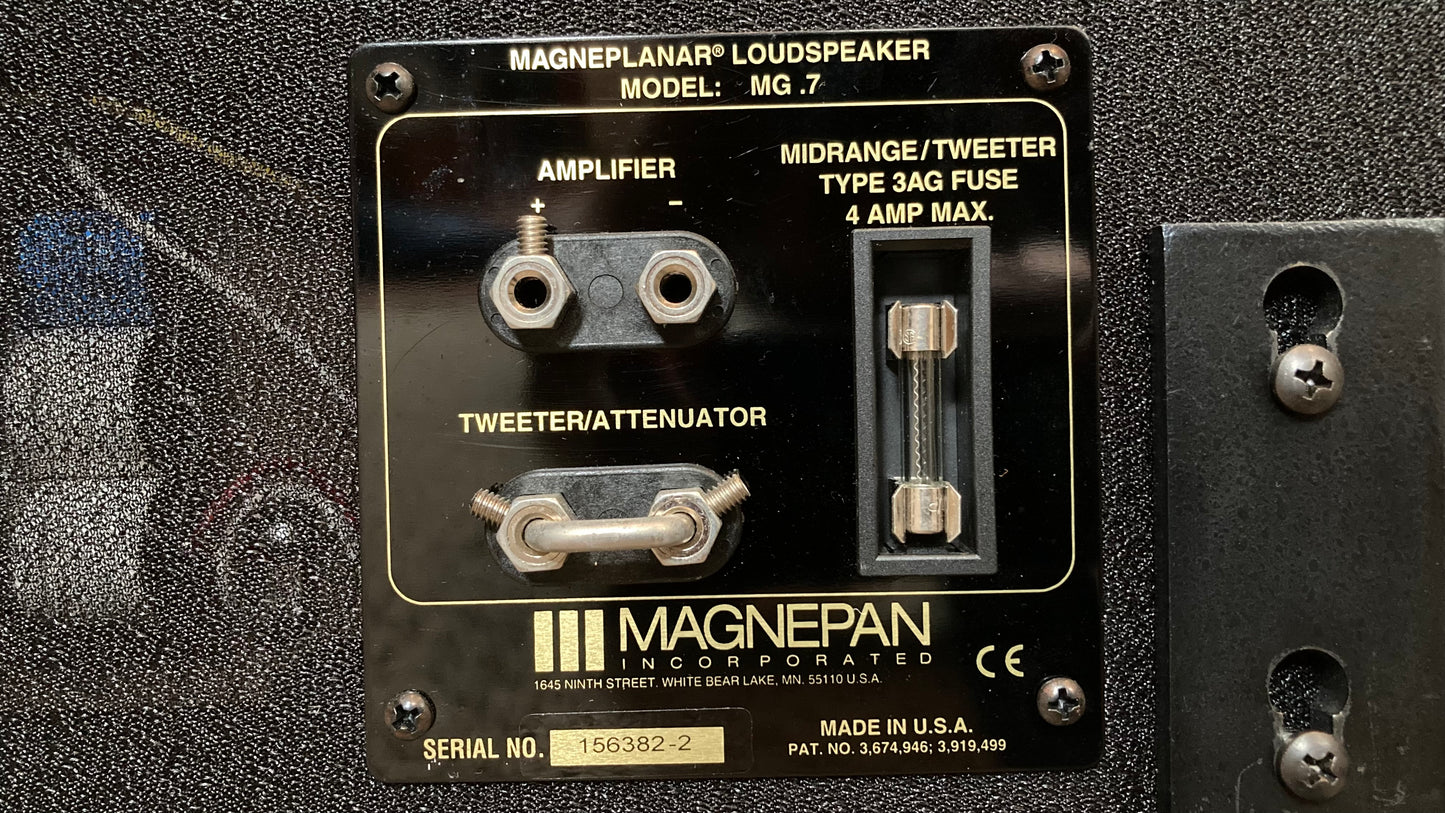 MAGNEPLANAR® LOUDSPEAKER
MODEL: MG .7
AMPLIFIER
+ −
MIDRANGE/TWEETER
TYPE 3AG FUSE
4 AMP MAX.
TWEETER/ATTENUATOR
MAGNEPAN
INCORPORATED
1645 NINTH STREET. WHITE BEAR LAKE, MN. 55110 U.S.A.
CE
SERIAL NO. 156382-2
MADE IN U.S.A.
PAT. NO. 3,674,946; 3,919,499